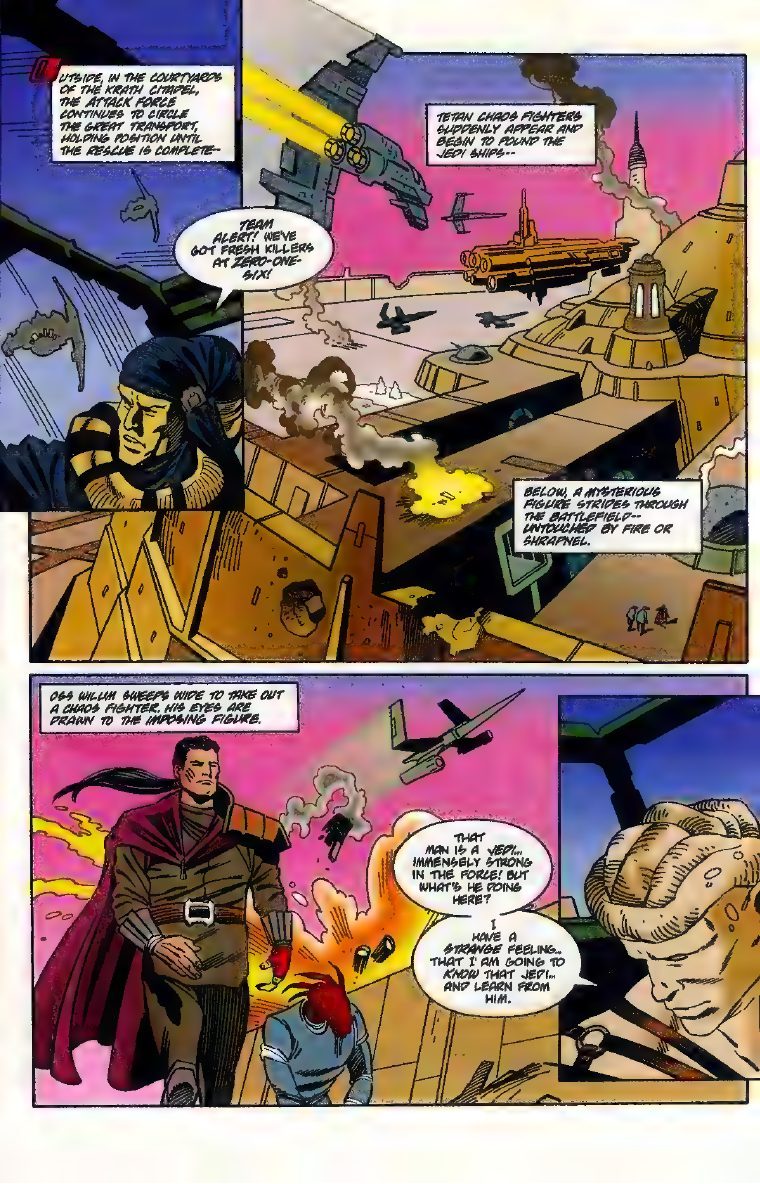 OUTSIDE, IN THE COURTYARDS
OF THE KRATH CITADEL,
THE ATTACK FORCE
CONTINUES TO CIRCLE
THE GREAT TRANSPORT,
HOLDING POSITION UNTIL
THE RESCUE IS COMPLETE--
TEAM
ALERT! WE'VE
GOT FRESH KILLERS
AT ZERO-ONE-
SIX!
TETAN CHAOS FIGHTERS
SUDDENLY APPEAR AND
BEGIN TO POUND THE
JEDI SHIPS--
BELOW, A MYSTERIOUS
FIGURE STRIDES THROUGH
THE BATTLEFIELD--
UNTOUCHED BY FIRE OR
SHRAPNEL.
OSS WILUM SWEEPS WIDE TO TAKE OUT
A CHAOS FIGHTER. HIS EYES ARE
DRAWN TO THE IMPOSING FIGURE.
THAT
MAN IS A JEDI...
IMMENSELY STRONG
IN THE FORCE! BUT
WHAT'S HE DOING
HERE?
I
HAVE A
STRANGE FEELING...
THAT I AM GOING TO
KNOW THAT JEDI...
AND LEARN FROM
HIM.